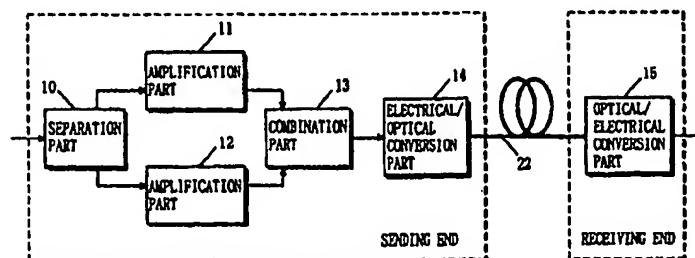 11
AMPLIFICATION
PART
10
SEPARATION
PART
12
AMPLIFICATION
PART
13
COMBINATION
PART
14
ELECTRICAL/
OPTICAL
CONVERSION
PART
22
15
OPTICAL/
ELECTRICAL
CONVERSION
PART
SENDING END
RECEIVING END